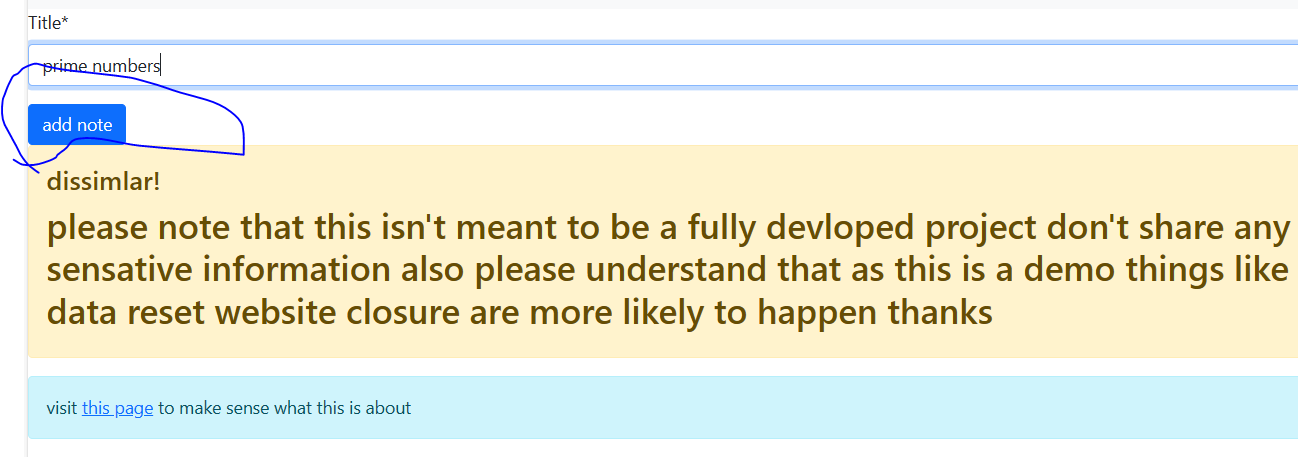 Title*
prime numbers
add note
dissimlar!
please note that this isn't meant to be a fully devloped project don't share any
sensative information also please understand that as this is a demo things like
data reset website closure are more likely to happen thanks
visit this page to make sense what this is about